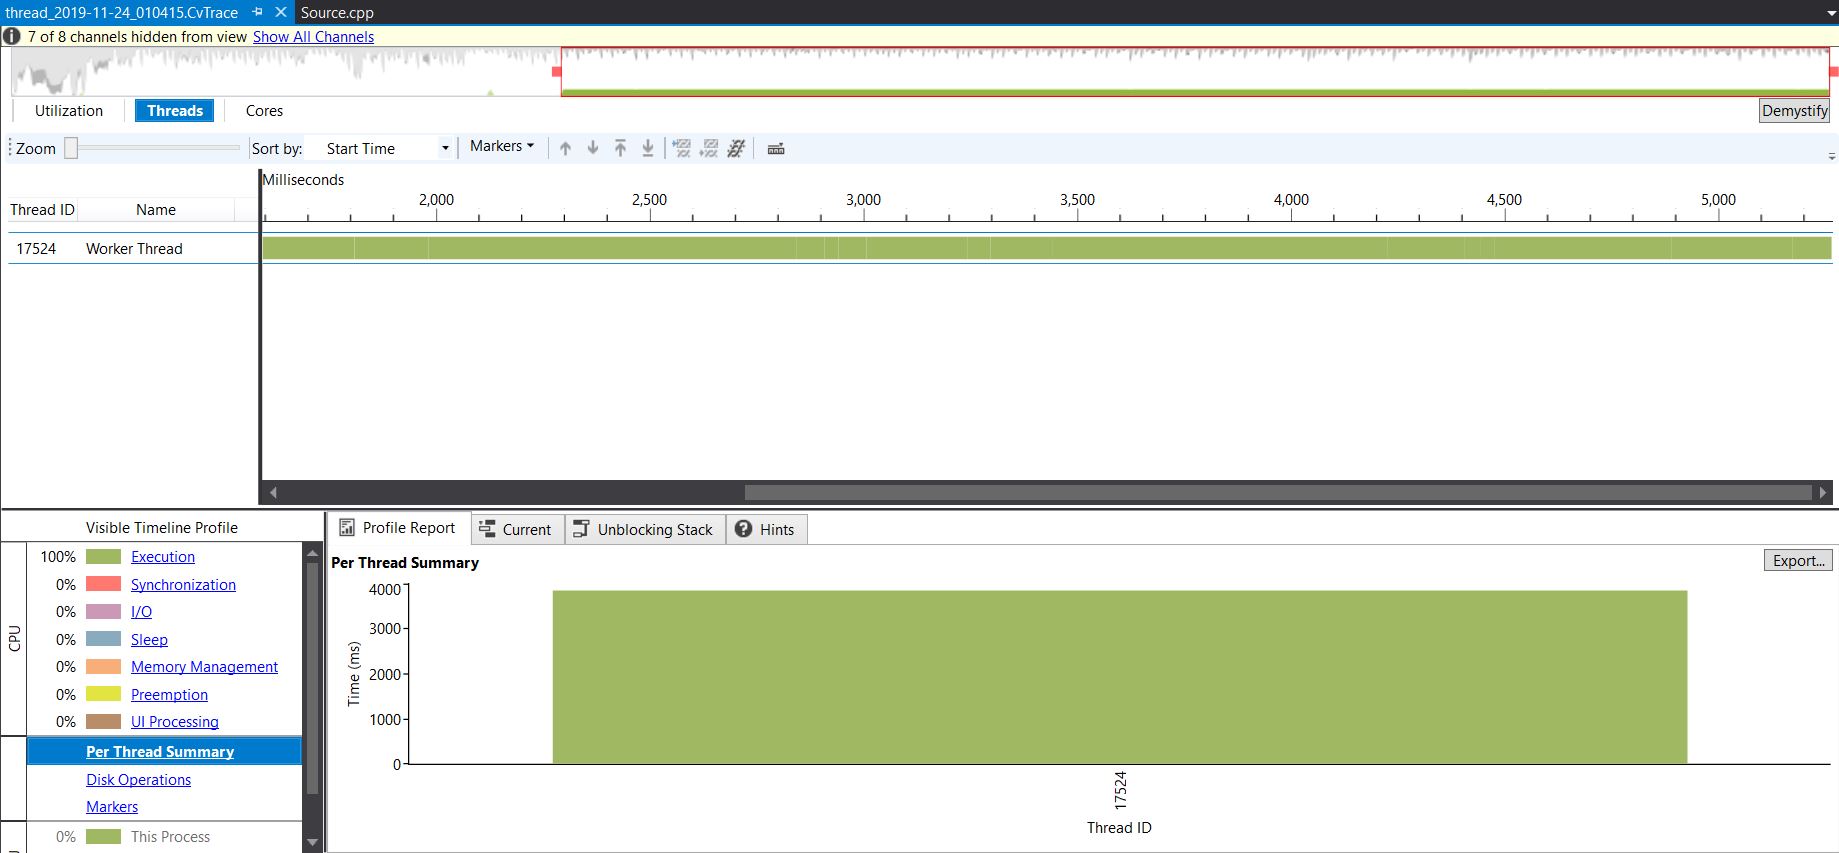 thread_2019-11-24_010415.CvTrace Source.cpp
7 of 8 channels hidden from view Show All Channels
Utilization Threads Cores Demystify
Zoom Sort by: Start Time Markers
Milliseconds
2,000 2,500 3,000 3,500 4,000 4,500 5,000
Thread ID Name
17524 Worker Thread
Visible Timeline Profile
CPU
100% Execution
0% Synchronization
0% I/O
0% Sleep
0% Memory Management
0% Preemption
0% UI Processing
Per Thread Summary
Disk Operations
Markers
0% This Process
Profile Report Current Unblocking Stack Hints
Per Thread Summary Export...
Time (ms)
4000
3000
2000
1000
0
17524
Thread ID